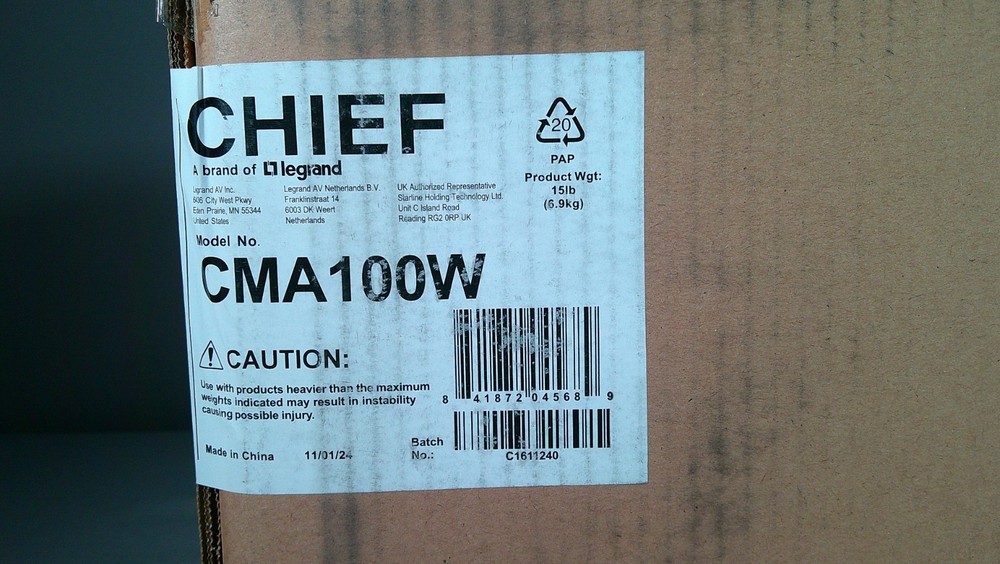 CHIEF
A brand of legrand
Legrand AV Inc.
606 City West Pkwy
Eden Prairie, MN 55344
United States
Legrand AV Netherlands B.V.
Franklinstraat 14
6003 DK Weert
Netherlands
UK Authorized Representative
Starline Holding Technology Ltd.
Unit C Island Road
Reading RG2 0RP UK
20
PAP
Product Wgt:
15lb
(6.9kg)
Model No.
CMA100W
CAUTION:
Use with products heavier than the maximum
weights indicated may result in instability
causing possible injury.
8 41872 04568 9
Made in China 11/01/24
Batch
No.:
C1611240